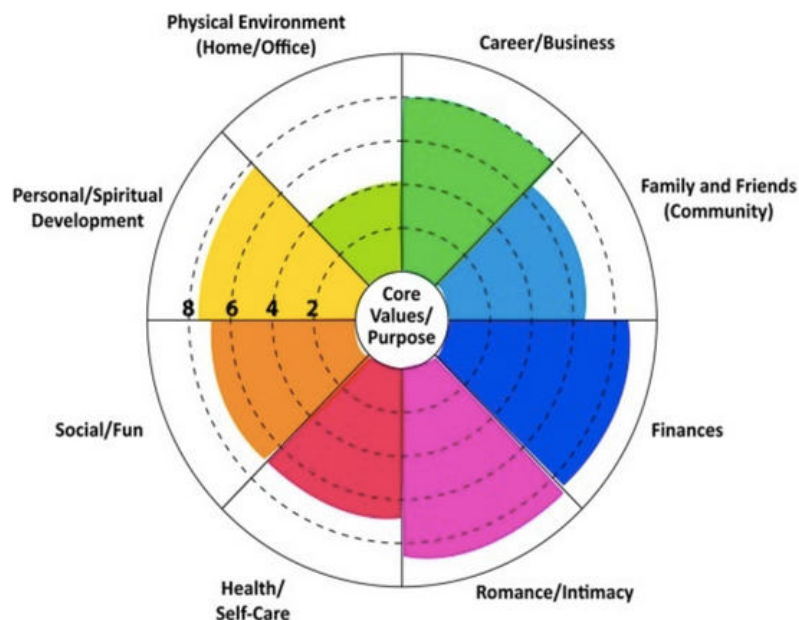 Physical Environment
(Home/Office)
Career/Business
Personal/Spiritual
Development
Family and Friends
(Community)
8 6 4 2
Core
Values/
Purpose
Social/Fun
Finances
Health/
Self-Care
Romance/Intimacy